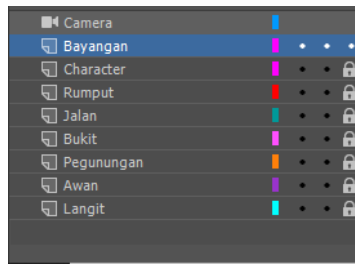 Camera
Bayangan
Character
Rumput
Jalan
Bukit
Pegunungan
Awan
Langit